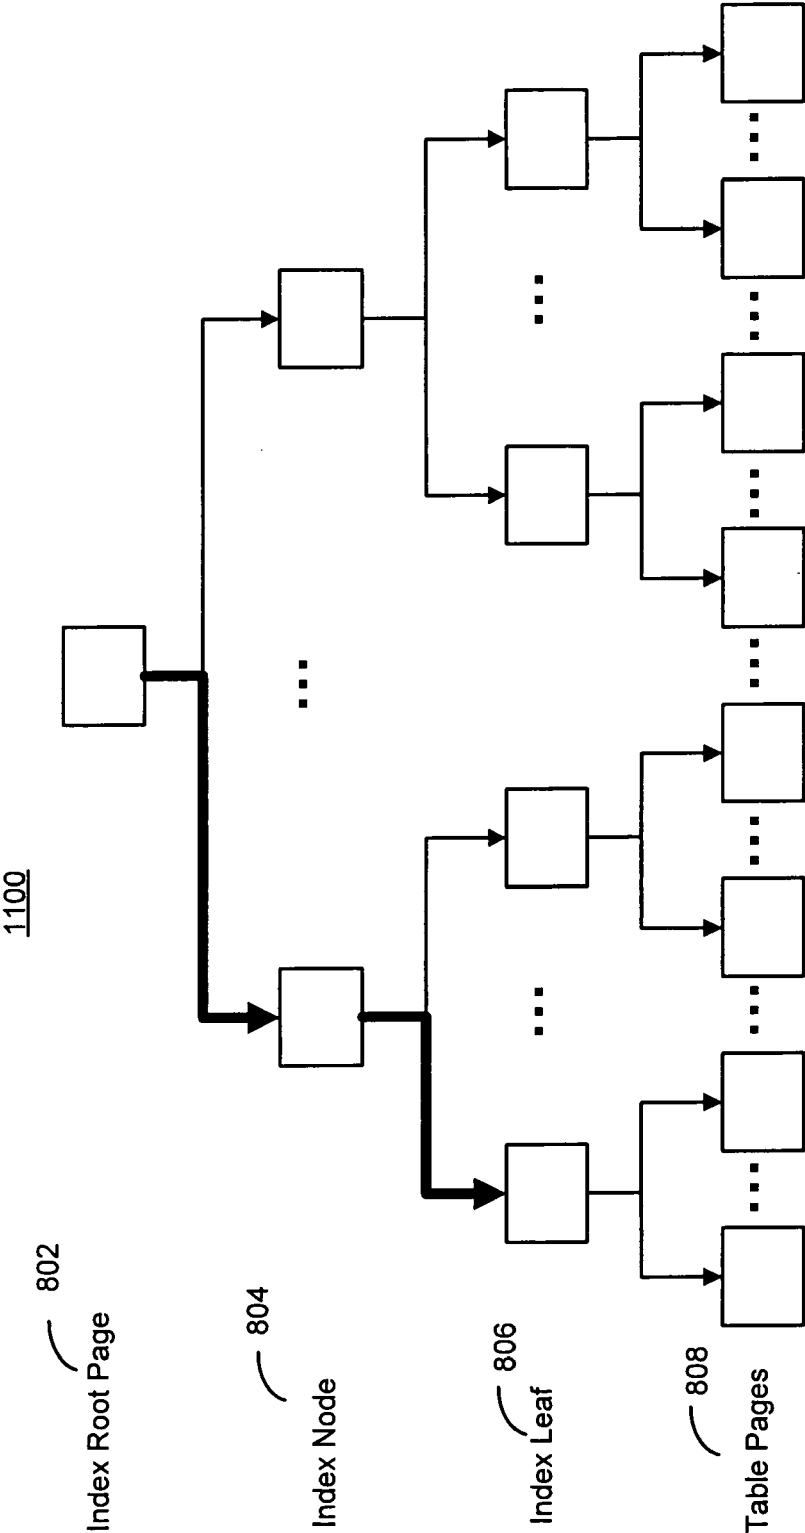 1100
Index Root Page
802
Index Node
804
Index Leaf
806
Table Pages
808